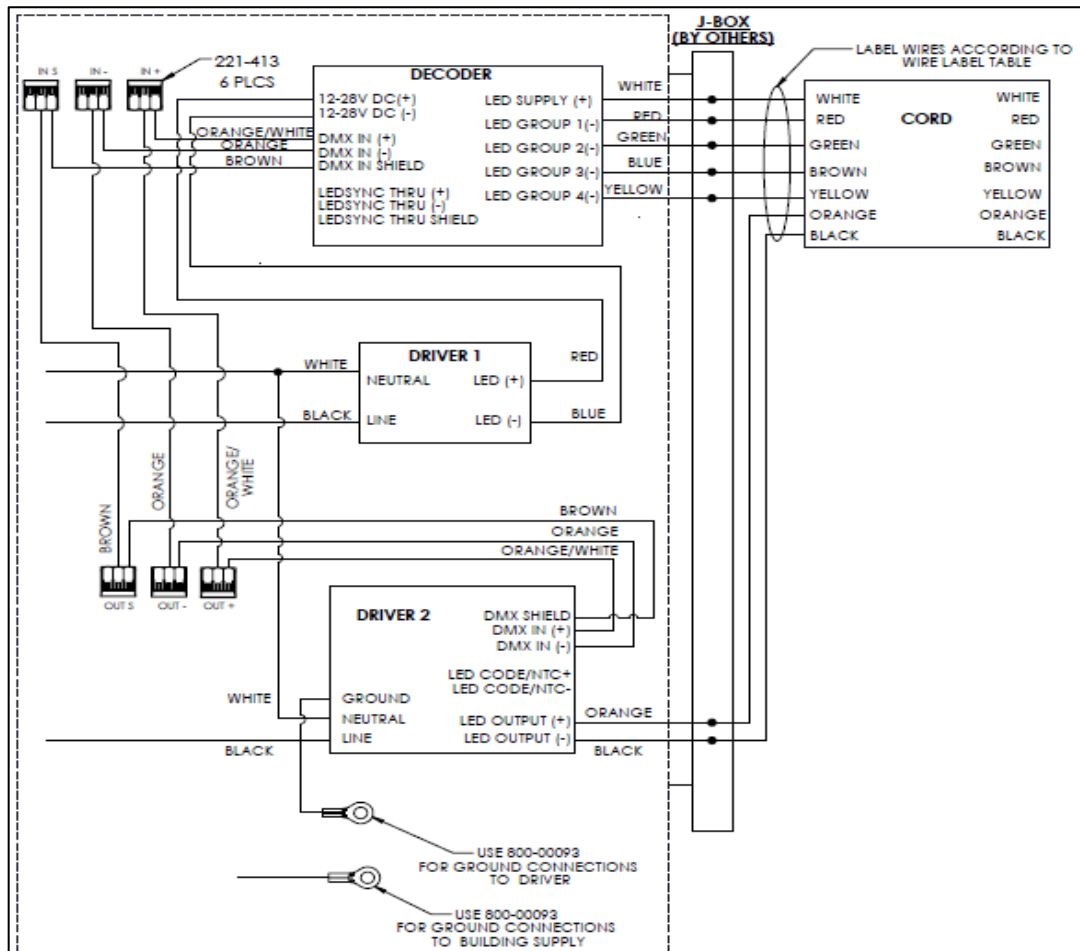 J-BOX
(BY OTHERS)
LABEL WIRES ACCORDING TO
WIRE LABEL TABLE
IN S
IN -
IN +
221-413
6 PLCS
DECODER
12-28V DC(+)
12-28V DC (-)
ORANGE/WHITE
DMX IN (+)
ORANGE
DMX IN (-)
BROWN
DMX IN SHIELD
LEDSYNC THRU (+)
LEDSYNC THRU (-)
LEDSYNC THRU SHIELD
LED SUPPLY (+)
LED GROUP 1(-)
LED GROUP 2(-)
LED GROUP 3(-)
LED GROUP 4(-)
WHITE
RED
GREEN
BLUE
YELLOW
CORD
WHITE
RED
GREEN
BROWN
YELLOW
ORANGE
BLACK
WHITE
RED
GREEN
BROWN
YELLOW
ORANGE
BLACK
DRIVER 1
WHITE
NEUTRAL
LED (+)
RED
BLACK
LINE
LED (-)
BLUE
BROWN
ORANGE
ORANGE/
WHITE
BROWN
ORANGE
ORANGE/WHITE
OUT S
OUT -
OUT +
DRIVER 2
DMX SHIELD
DMX IN (+)
DMX IN (-)
LED CODE/NTC+
LED CODE/NTC-
WHITE
GROUND
NEUTRAL
LINE
BLACK
LED OUTPUT (+)
LED OUTPUT (-)
ORANGE
BLACK
USE 800-00093
FOR GROUND CONNECTIONS
TO DRIVER
USE 800-00093
FOR GROUND CONNECTIONS
TO BUILDING SUPPLY